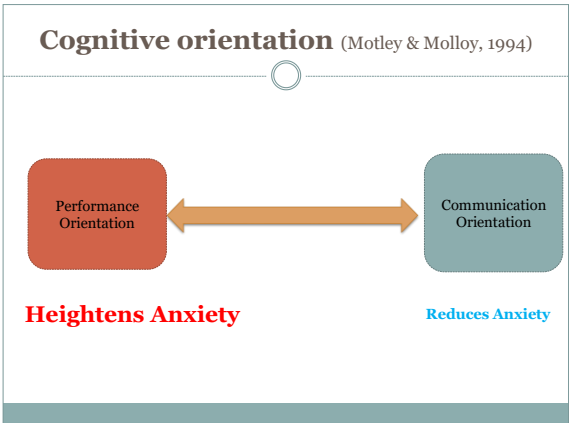 Cognitive orientation (Motley & Molloy, 1994)
Performance
Orientation
Communication
Orientation
Heightens Anxiety
Reduces Anxiety